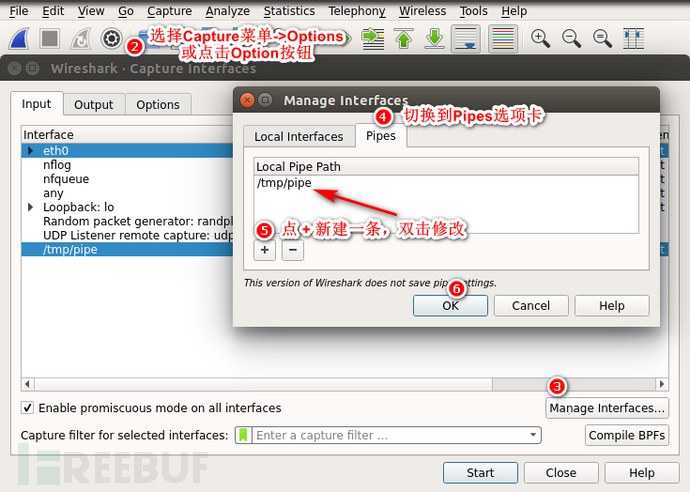 File Edit View Go Capture Analyze Statistics Telephony Wireless Tools Help
2 选择Capture菜单->Options
或点击Option按钮
Wireshark · Capture Interfaces
Input Output Options
Interface
eth0
nflog
nfqueue
any
Loopback: lo
Random packet generator:
UDP Listener remote capture:
/tmp/pipe
Manage Interfaces
4 切换到Pipes选项卡
Local Interfaces Pipes
Local Pipe Path
/tmp/pipe
5 点 + 新建一条，双击修改
+ −
This version of Wireshark does not save pipe settings.
6
OK Cancel Help
3
Enable promiscuous mode on all interfaces
Manage Interfaces...
Capture filter for selected interfaces: Enter a capture filter ...
Compile BPFs
REEBUF
Start Close Help